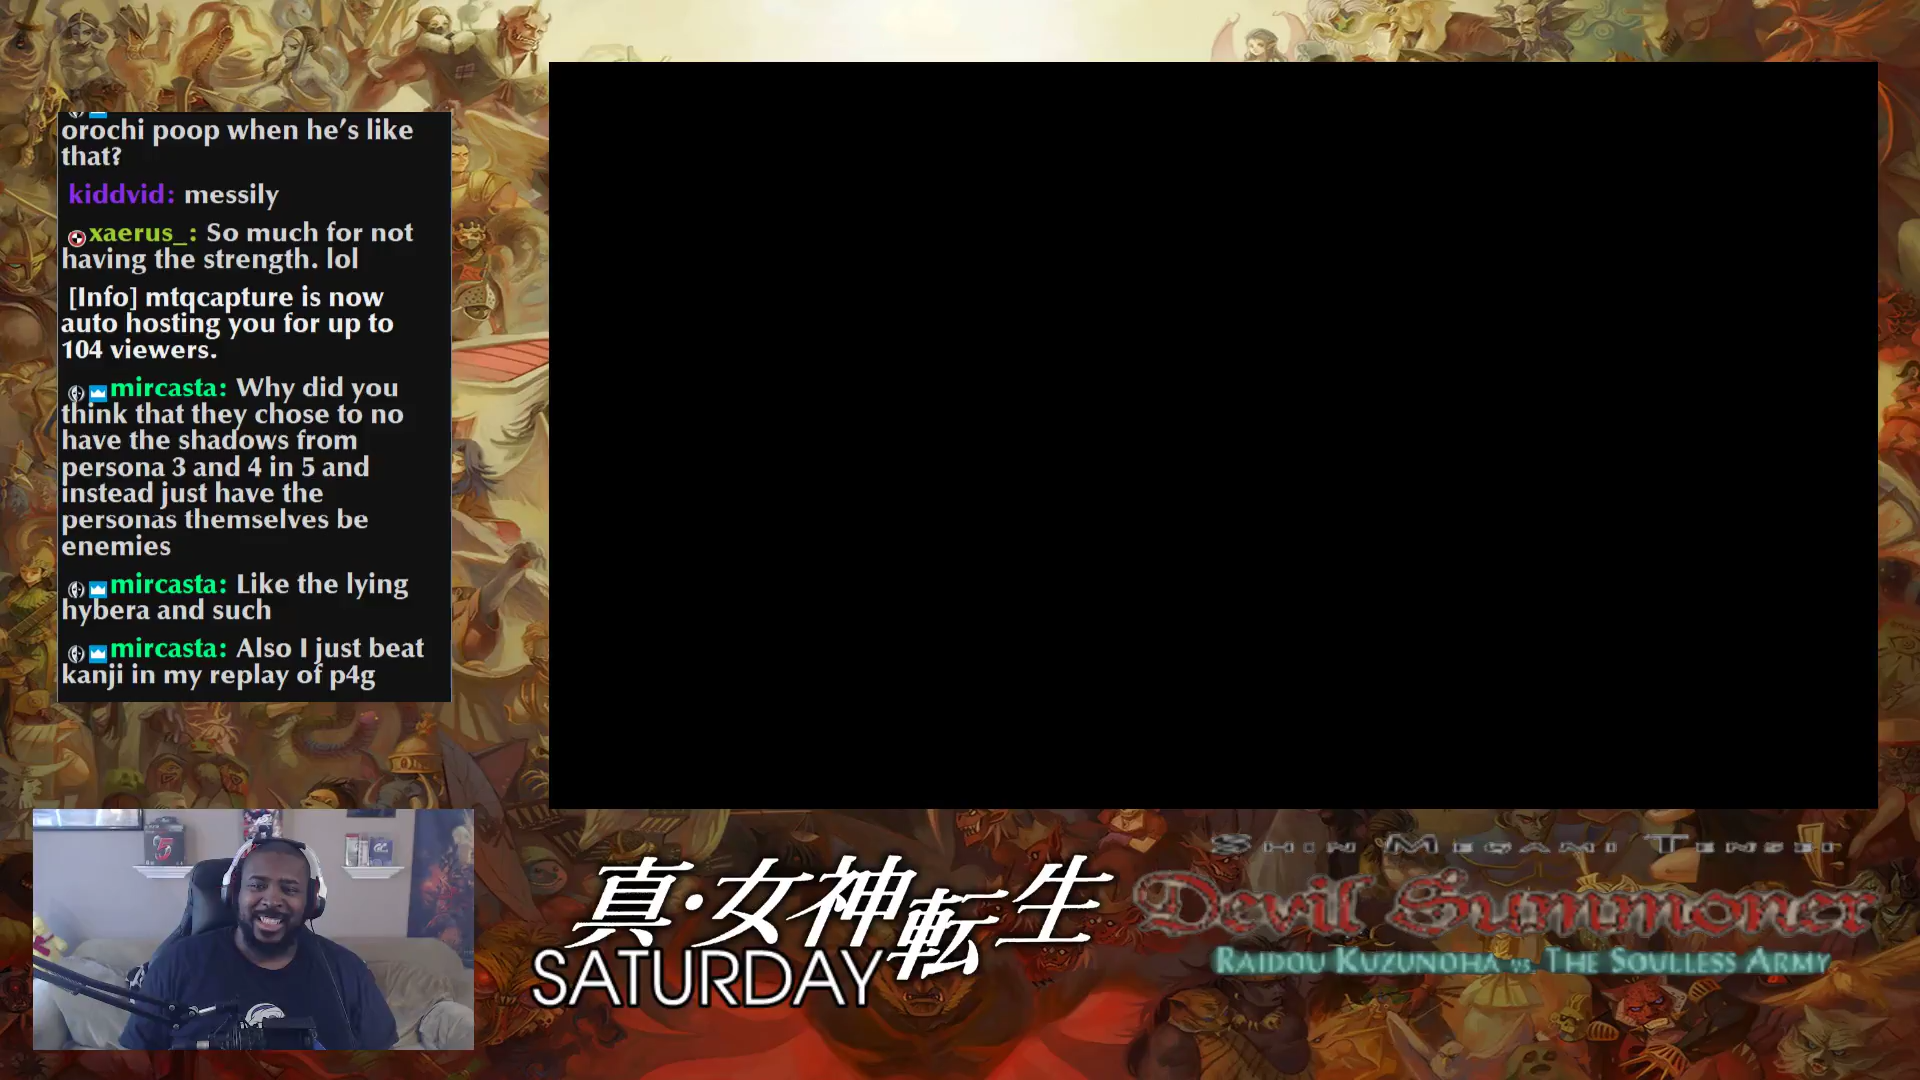 orochi poop when he's like
that?
kiddvid: messily
xaerus_: So much for not
having the strength. lol
[Info] mtqcapture is now
auto hosting you for up to
104 viewers.
mircasta: Why did you
think that they chose to no
have the shadows from
persona 3 and 4 in 5 and
instead just have the
personas themselves be
enemies
mircasta: Like the lying
hybera and such
mircasta: Also I just beat
kanji in my replay of p4g
真・女神転生
SATURDAY
SHIN MEGAMI TENSEI
Devil Summoner
RAIDOU KUZUNOHA VS. THE SOULLESS ARMY